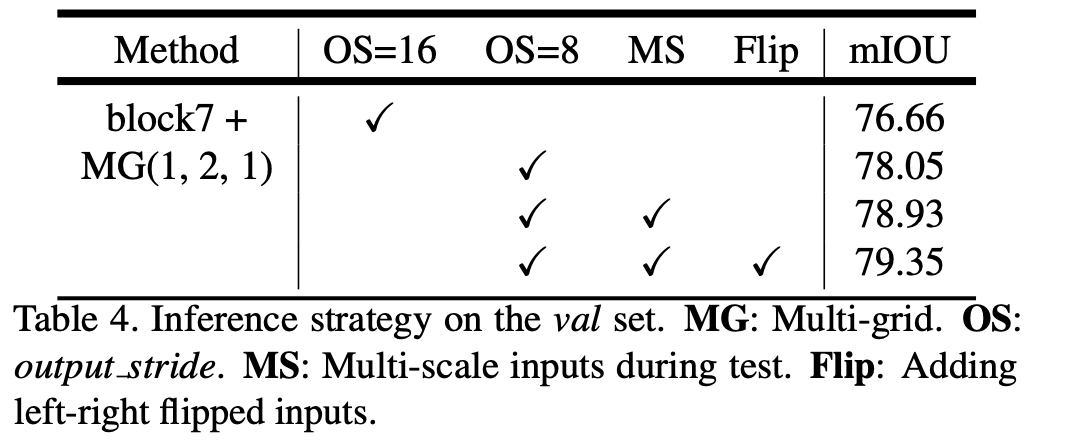 Method OS=16 OS=8 MS Flip mIOU
block7 + ✓ 76.66
MG(1, 2, 1) ✓ 78.05
✓ ✓ 78.93
✓ ✓ ✓ 79.35
Table 4. Inference strategy on the val set. MG: Multi-grid. OS:
output_stride. MS: Multi-scale inputs during test. Flip: Adding
left-right flipped inputs.